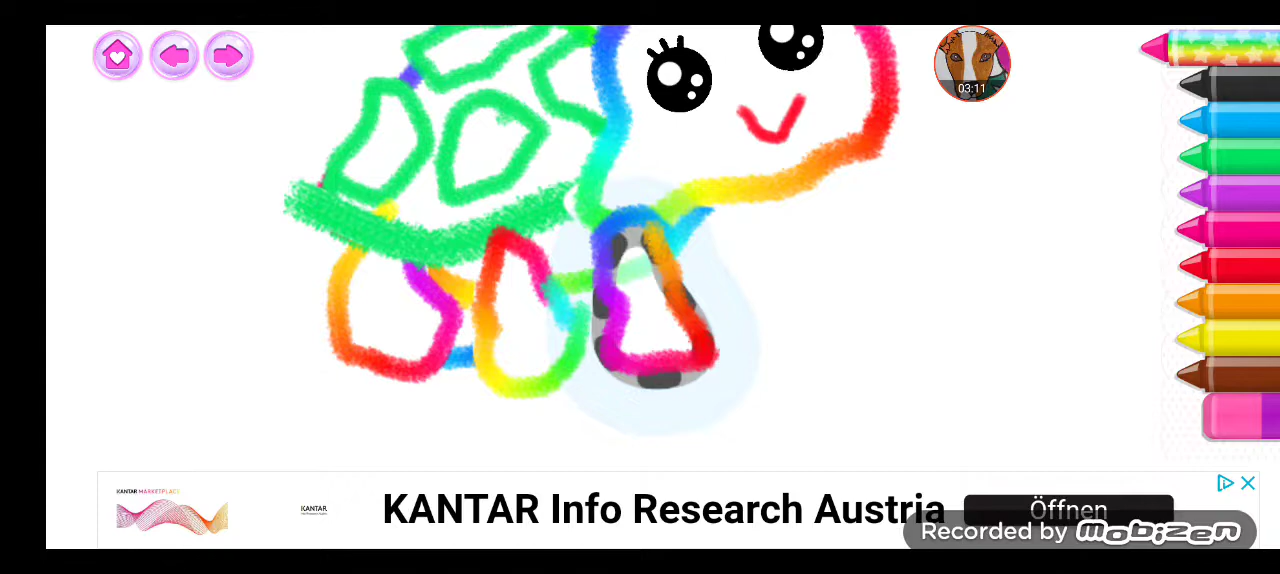 03:11
KANTAR MARKETPLACE
KANTAR
KANTAR Info Research Austria
Öffnen
Recorded by mobizen